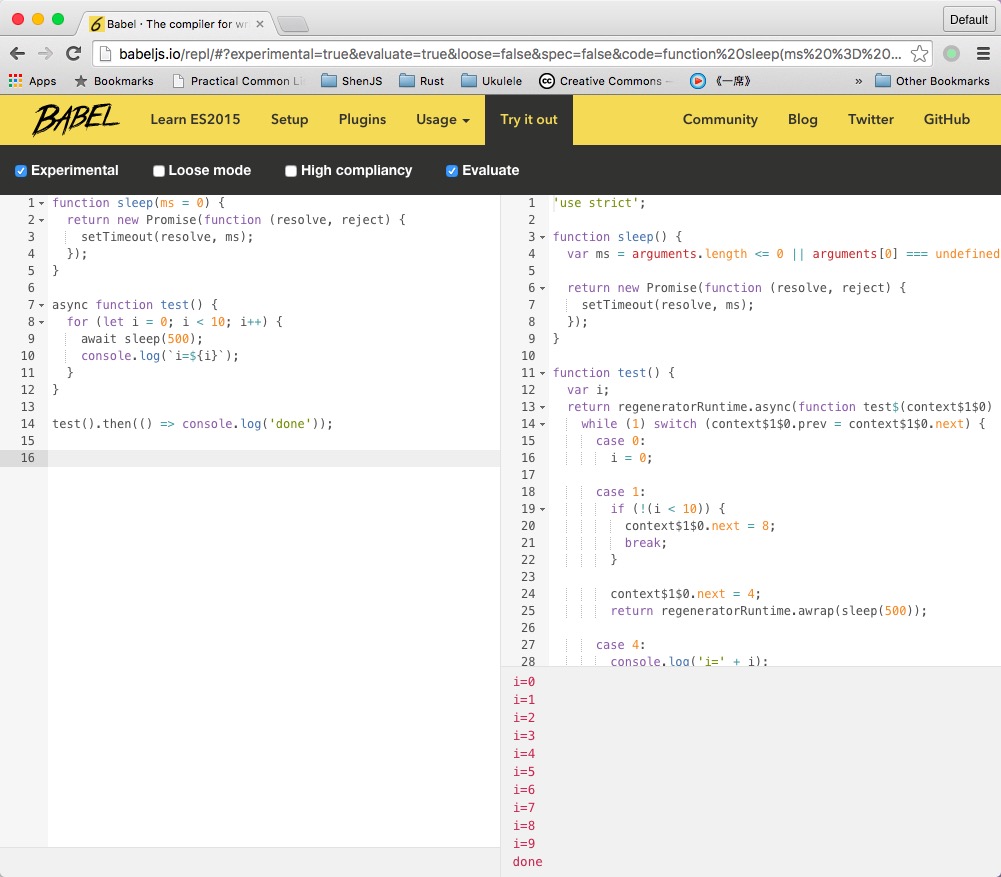 Babel · The compiler for wr
Default
babeljs.io/repl/#?experimental=true&evaluate=true&loose=false&spec=false&code=function%20sleep(ms%20%3D%20...
Apps Bookmarks Practical Common Li ShenJS Rust Ukulele Creative Commons 《一席》 » Other Bookmarks
BABEL Learn ES2015 Setup Plugins Usage Try it out Community Blog Twitter GitHub
Experimental Loose mode High compliancy Evaluate
1 function sleep(ms = 0) {
2 return new Promise(function (resolve, reject) {
3 setTimeout(resolve, ms);
4 });
5 }
6
7 async function test() {
8 for (let i = 0; i < 10; i++) {
9 await sleep(500);
10 console.log(`i=${i}`);
11 }
12 }
13
14 test().then(() => console.log('done'));
15
16
1 'use strict';
2
3 function sleep() {
4 var ms = arguments.length <= 0 || arguments[0] === undefined
5
6 return new Promise(function (resolve, reject) {
7 setTimeout(resolve, ms);
8 });
9 }
10
11 function test() {
12 var i;
13 return regeneratorRuntime.async(function test$(context$1$0)
14 while (1) switch (context$1$0.prev = context$1$0.next) {
15 case 0:
16 i = 0;
17
18 case 1:
19 if (!(i < 10)) {
20 context$1$0.next = 8;
21 break;
22 }
23
24 context$1$0.next = 4;
25 return regeneratorRuntime.awrap(sleep(500));
26
27 case 4:
28 console.log('i=' + i);
i=0
i=1
i=2
i=3
i=4
i=5
i=6
i=7
i=8
i=9
done